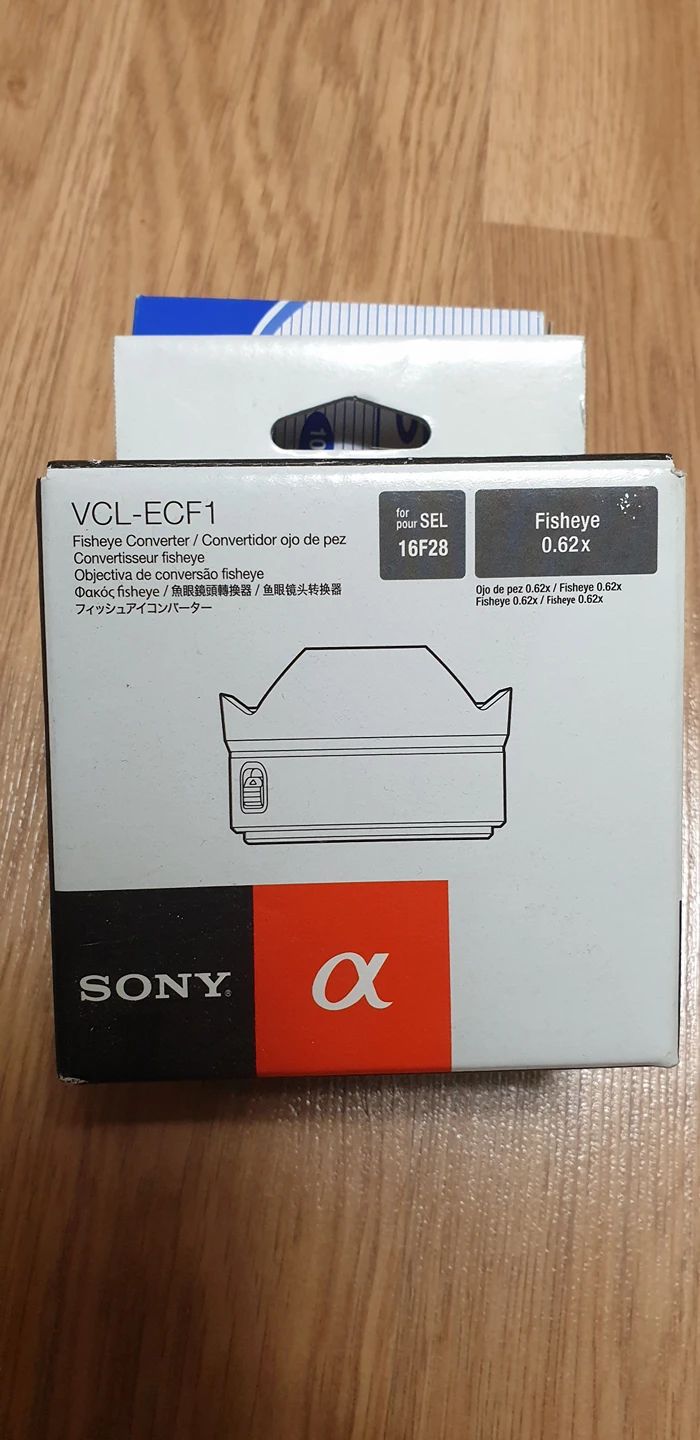 10
VCL-ECF1
Fisheye Converter / Convertidor ojo de pez
Convertisseur fisheye
Objectiva de conversão fisheye
Φακός fisheye / 魚眼鏡頭轉換器 / 鱼眼镜头转换器
フィッシュアイコンバーター
for
pour SEL
16F28
Fisheye
0.62x
Ojo de pez 0.62x / Fisheye 0.62x
Fisheye 0.62x / Fisheye 0.62x
SONY®
α